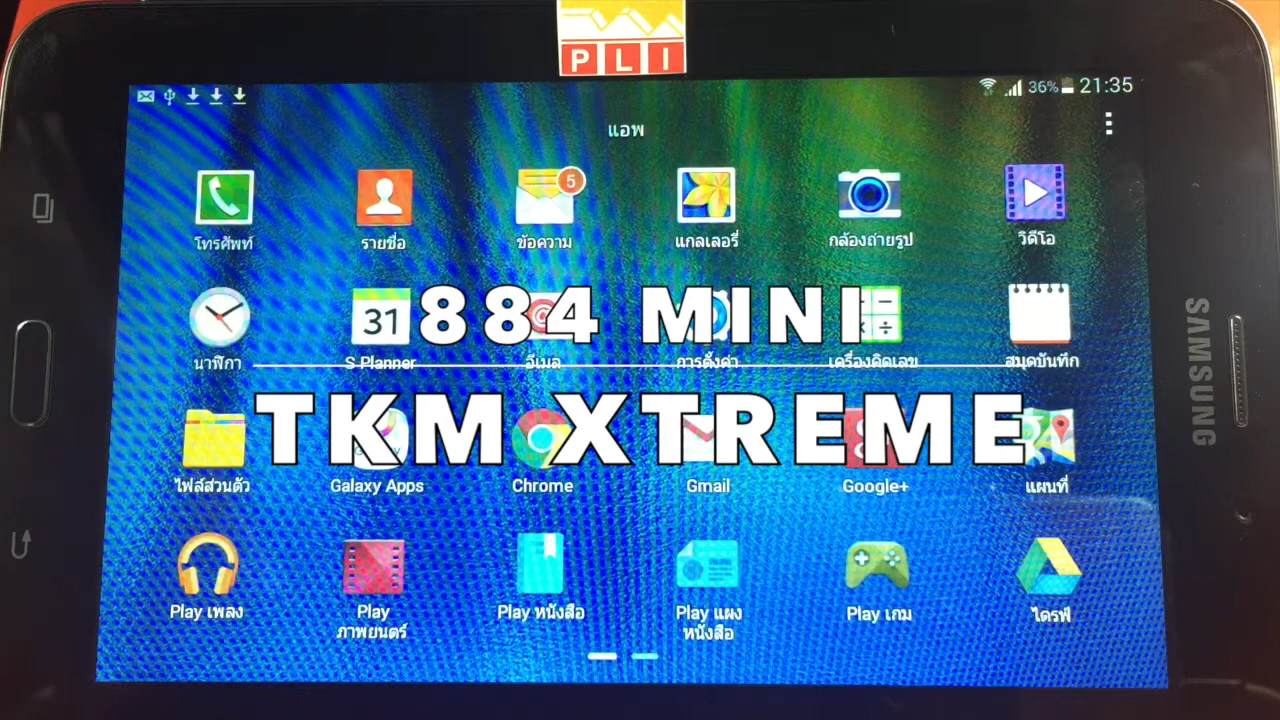 PLI
36% 21:35
แอพ
5
โทรศัพท์ รายชื่อ ข้อความ แกลเลอรี่ กล้องถ่ายรูป วิดีโอ
31
884 MINI
นาฬิกา S Planner อีเมล การตั้งค่า เครื่องคิดเลข สมุดบันทึก
SAMSUNG
TKM XTREME
ไฟล์ส่วนตัว Galaxy Apps Chrome Gmail Google+ แผนที่
Play เพลง Play ภาพยนตร์ Play หนังสือ Play แผงหนังสือ Play เกม ไดรฟ์